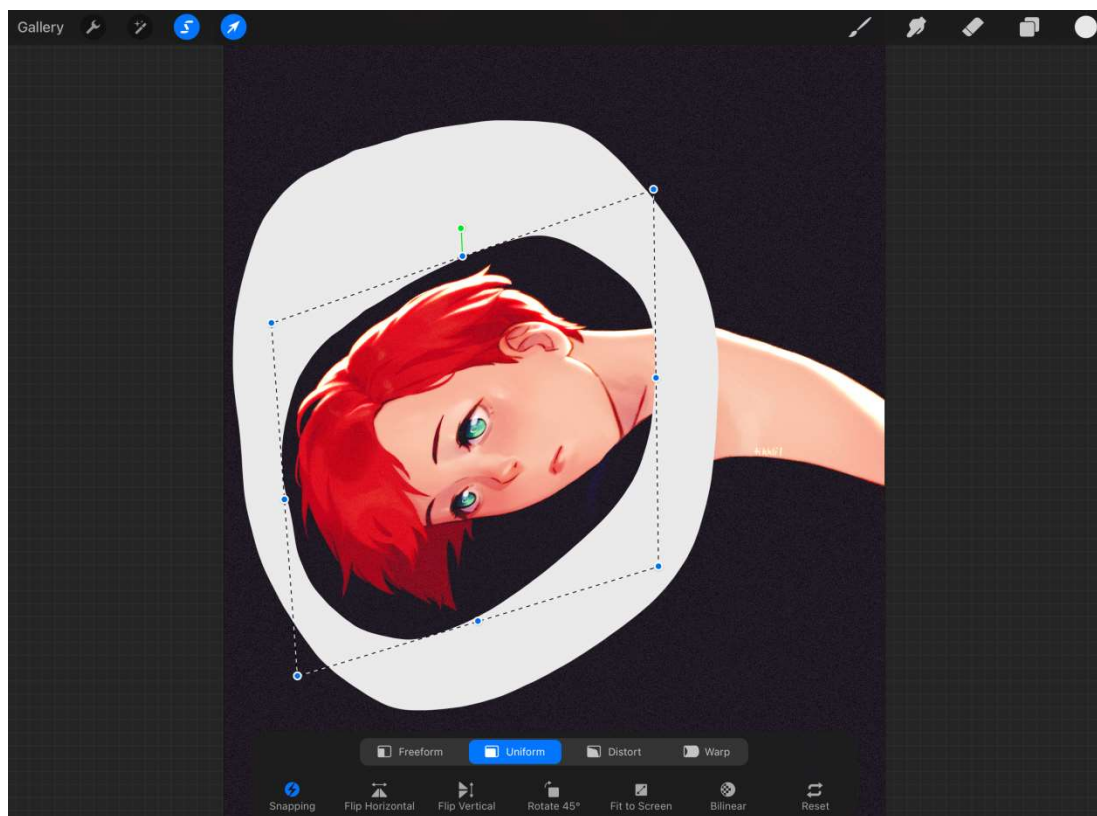 Gallery
Freeform Uniform Distort Warp
Snapping Flip Horizontal Flip Vertical Rotate 45° Fit to Screen Bilinear Reset